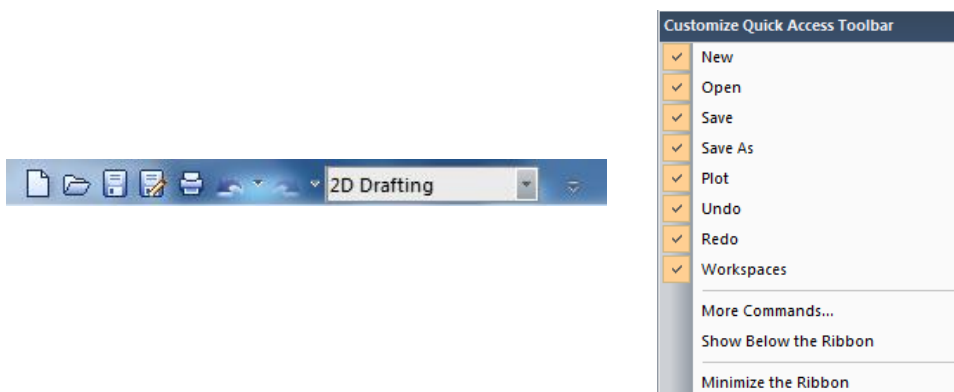 2D Drafting
Customize Quick Access Toolbar
New
Open
Save
Save As
Plot
Undo
Redo
Workspaces
More Commands...
Show Below the Ribbon
Minimize the Ribbon